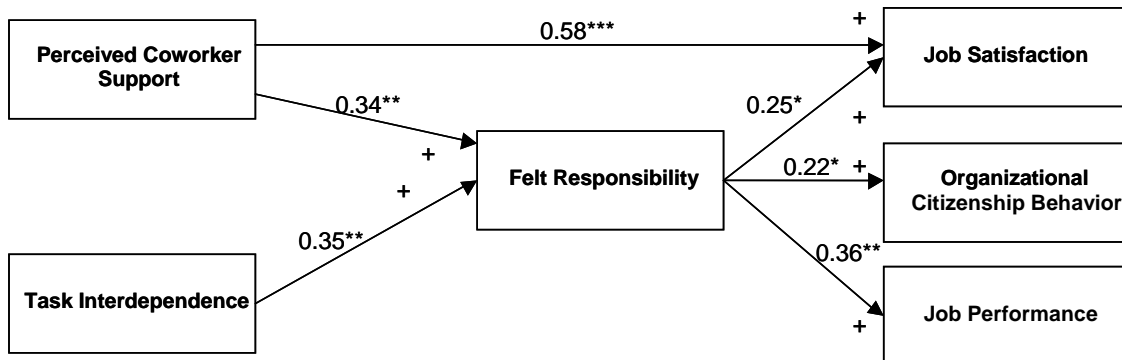 0.58***
+
Perceived Coworker
Support
Job Satisfaction
0.34**
0.25*
+
+
Felt Responsibility
0.22*
+
Organizational
Citizenship Behavior
+
0.35**
0.36**
Task Interdependence
Job Performance
+